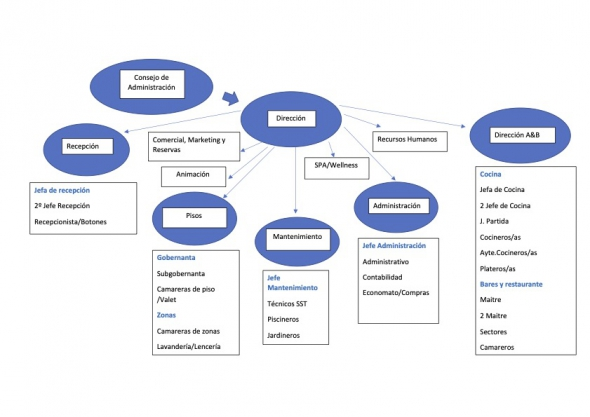 Consejo de
Administración
Dirección
Recepción
Comercial, Marketing y
Reservas
Recursos Humanos
Dirección A&B
Animación
SPA/Wellness
Jefa de recepción
2º Jefe Recepción
Recepcionista/Botones
Pisos
Gobernanta
Subgobernanta
Camareras de piso
/Valet
Zonas
Camareras de zonas
Lavandería/Lencería
Mantenimiento
Jefe
Mantenimiento
Técnicos SST
Piscineros
Jardineros
Administración
Jefe Administración
Administrativo
Contabilidad
Economato/Compras
Cocina
Jefa de Cocina
2 Jefe de Cocina
J. Partida
Cocineros/as
Ayte.Cocineros/as
Plateros/as
Bares y restaurante
Maitre
2 Maitre
Sectores
Camareros